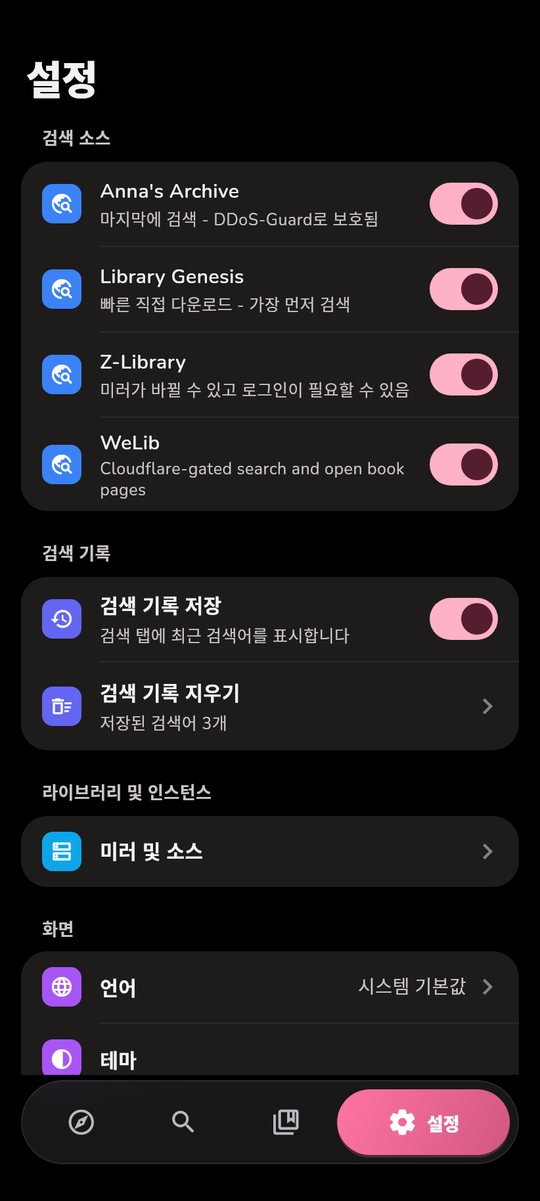 설정
검색 소스
Anna's Archive
마지막에 검색 - DDoS-Guard로 보호됨
Library Genesis
빠른 직접 다운로드 - 가장 먼저 검색
Z-Library
미러가 바뀔 수 있고 로그인이 필요할 수 있음
WeLib
Cloudflare-gated search and open book
pages
검색 기록
검색 기록 저장
검색 탭에 최근 검색어를 표시합니다
검색 기록 지우기
저장된 검색어 3개
라이브러리 및 인스턴스
미러 및 소스
화면
언어
시스템 기본값
테마
설정